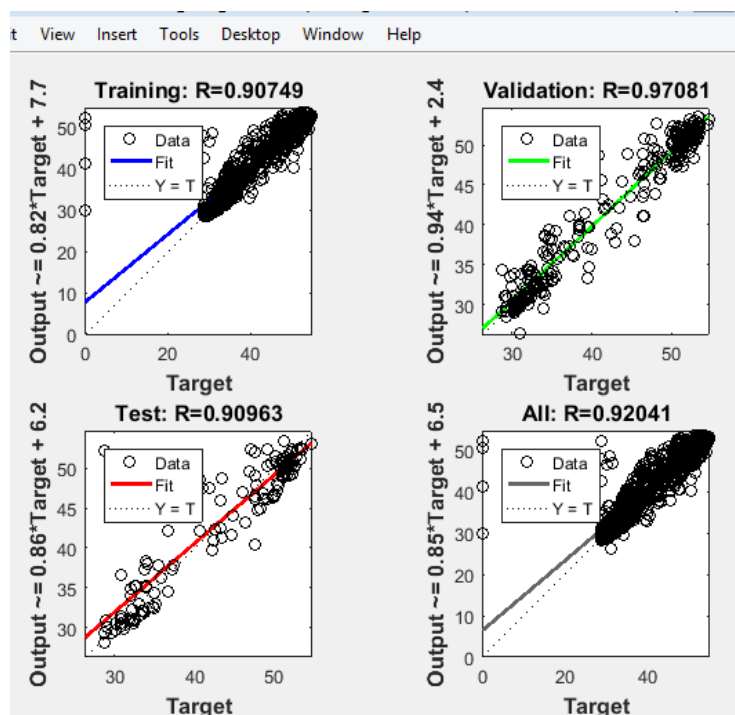 View Insert Tools Desktop Window Help
Training: R=0.90749
Output ~= 0.82*Target + 7.7
50
40
30
20
10
0
Data
Fit
Y = T
0 20 40
Target
Validation: R=0.97081
Output ~= 0.94*Target + 2.4
50
45
40
35
30
Data
Fit
Y = T
30 40 50
Target
Test: R=0.90963
Output ~= 0.86*Target + 6.2
50
45
40
35
30
Data
Fit
Y = T
30 40 50
Target
All: R=0.92041
Output ~= 0.85*Target + 6.5
50
40
30
20
10
0
Data
Fit
Y = T
0 20 40
Target